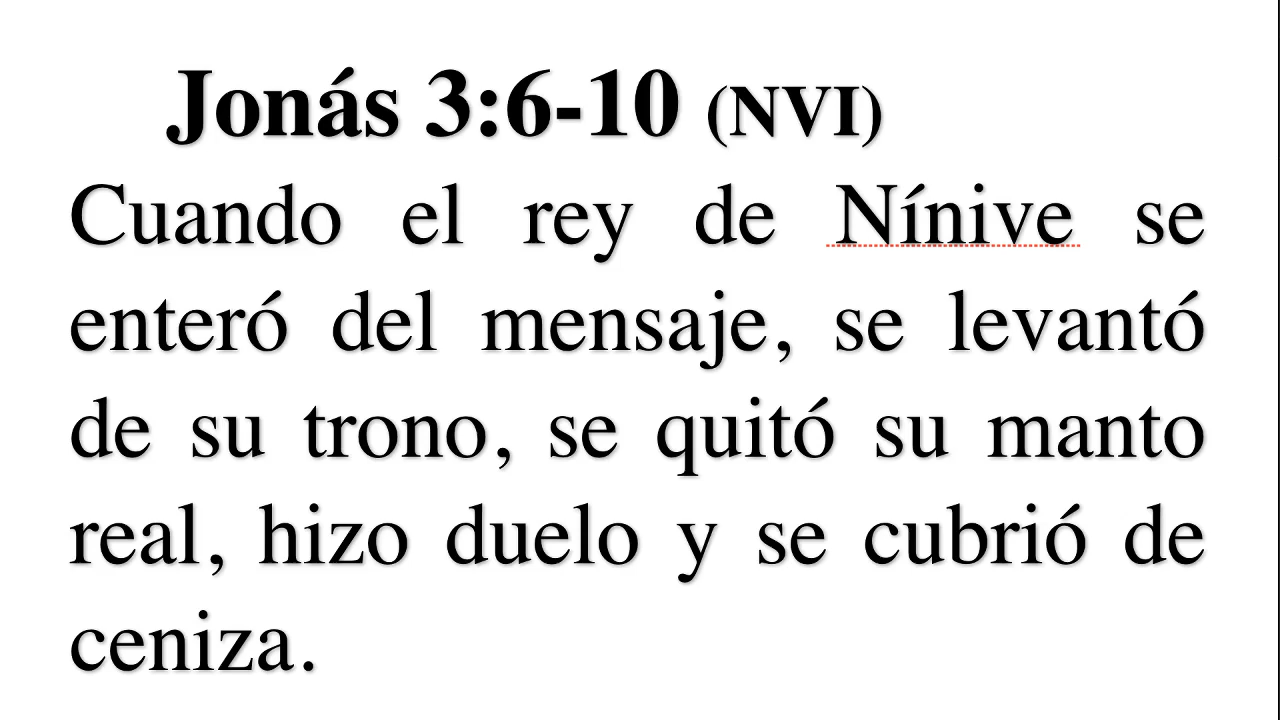 Jonás 3:6-10 (NVI)
Cuando el rey de Nínive se
enteró del mensaje, se levantó
de su trono, se quitó su manto
real, hizo duelo y se cubrió de
ceniza.